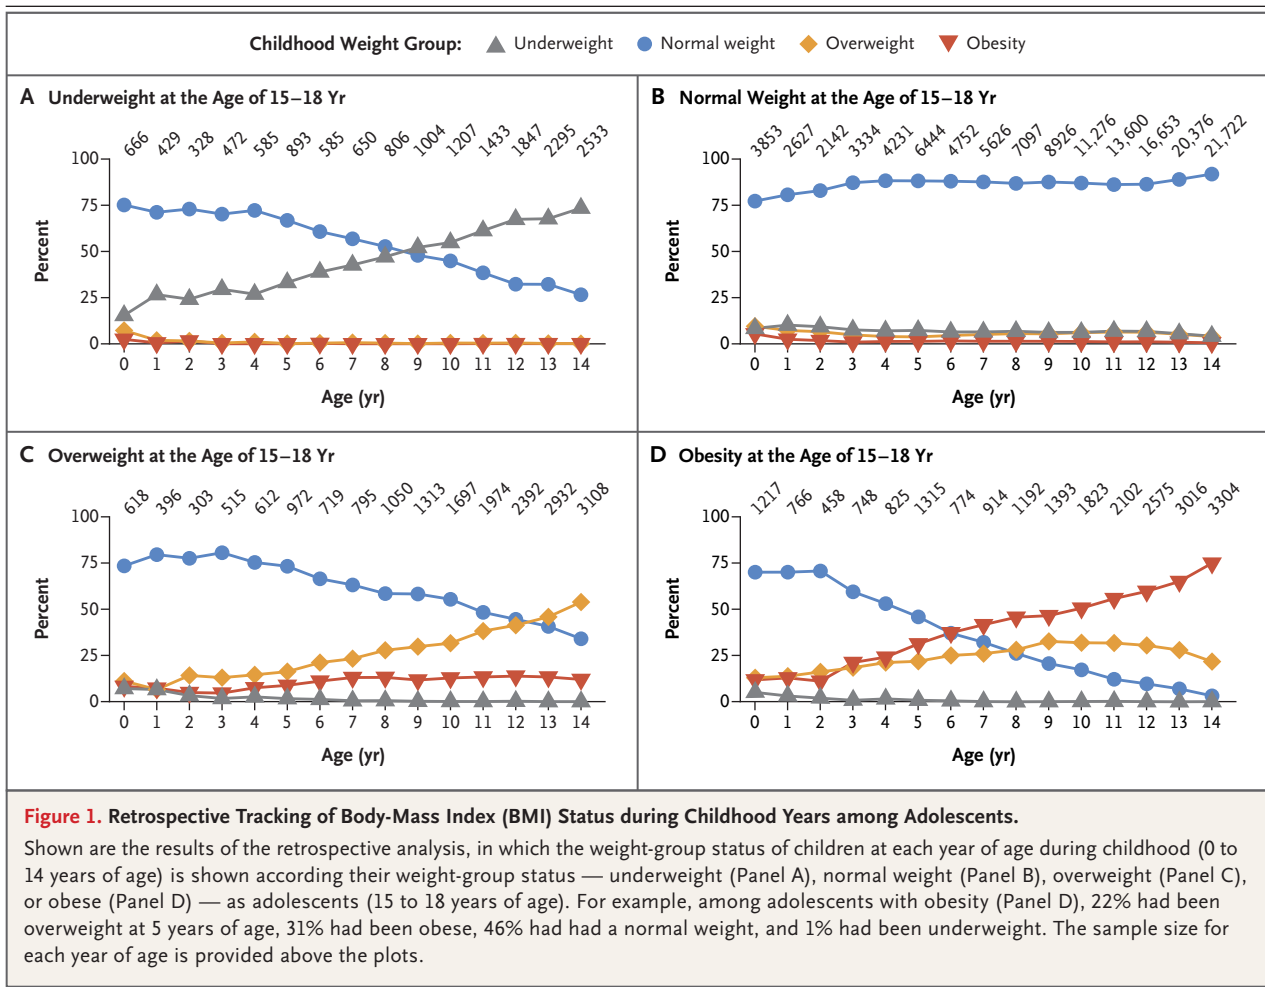 Childhood Weight Group: Underweight Normal weight Overweight Obesity
A Underweight at the Age of 15–18 Yr
666 429 328 472 585 893 585 650 806 1004 1207 1433 1847 2295 2533
100
75
50
25
0
Percent
0 1 2 3 4 5 6 7 8 9 10 11 12 13 14
Age (yr)
B Normal Weight at the Age of 15–18 Yr
3853 2627 2142 3334 4231 6444 4752 5626 7097 8926 11,276 13,600 16,653 20,376 21,722
100
75
50
25
0
Percent
0 1 2 3 4 5 6 7 8 9 10 11 12 13 14
Age (yr)
C Overweight at the Age of 15–18 Yr
618 396 303 515 612 972 719 795 1050 1313 1697 1974 2392 2932 3108
100
75
50
25
0
Percent
0 1 2 3 4 5 6 7 8 9 10 11 12 13 14
Age (yr)
D Obesity at the Age of 15–18 Yr
1217 766 458 748 825 1315 774 914 1192 1393 1823 2102 2575 3016 3304
100
75
50
25
0
Percent
0 1 2 3 4 5 6 7 8 9 10 11 12 13 14
Age (yr)
Figure 1. Retrospective Tracking of Body-Mass Index (BMI) Status during Childhood Years among Adolescents.
Shown are the results of the retrospective analysis, in which the weight-group status of children at each year of age during childhood (0 to
14 years of age) is shown according their weight-group status — underweight (Panel A), normal weight (Panel B), overweight (Panel C),
or obese (Panel D) — as adolescents (15 to 18 years of age). For example, among adolescents with obesity (Panel D), 22% had been
overweight at 5 years of age, 31% had been obese, 46% had had a normal weight, and 1% had been underweight. The sample size for
each year of age is provided above the plots.